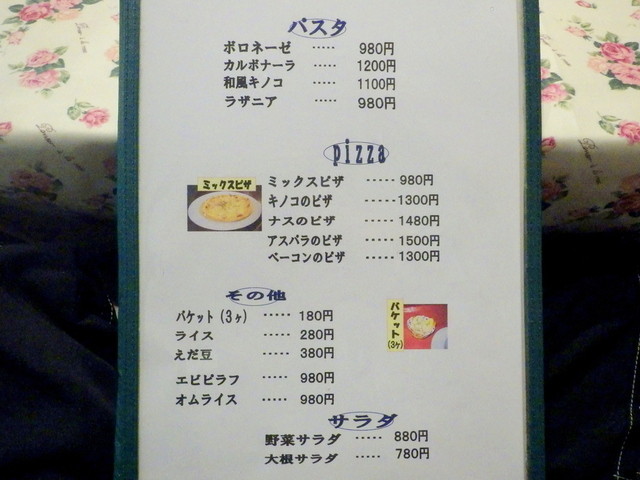 パスタ
ボロネーゼ ····· 980円
カルボナーラ ····· 1200円
和風キノコ ····· 1100円
ラザニア ····· 980円
pizza
ミックスピザ
ミックスピザ ····· 980円
キノコのピザ ·····1300円
ナスのピザ ····· 1480円
アスパラのピザ ····· 1500円
ベーコンのピザ ·····1300円
その他
バケット(3ヶ) ····· 180円
ライス ····· 280円
えだ豆 ····· 380円
バケット(3ヶ)
エビピラフ ····· 980円
オムライス ····· 980円
サラダ
野菜サラダ ····· 880円
大根サラダ ····· 780円